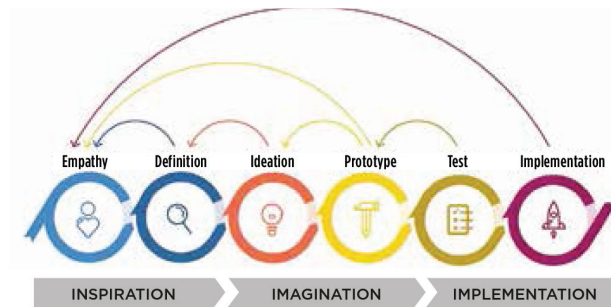 Empathy Definition Ideation Prototype Test Implementation
INSPIRATION IMAGINATION IMPLEMENTATION